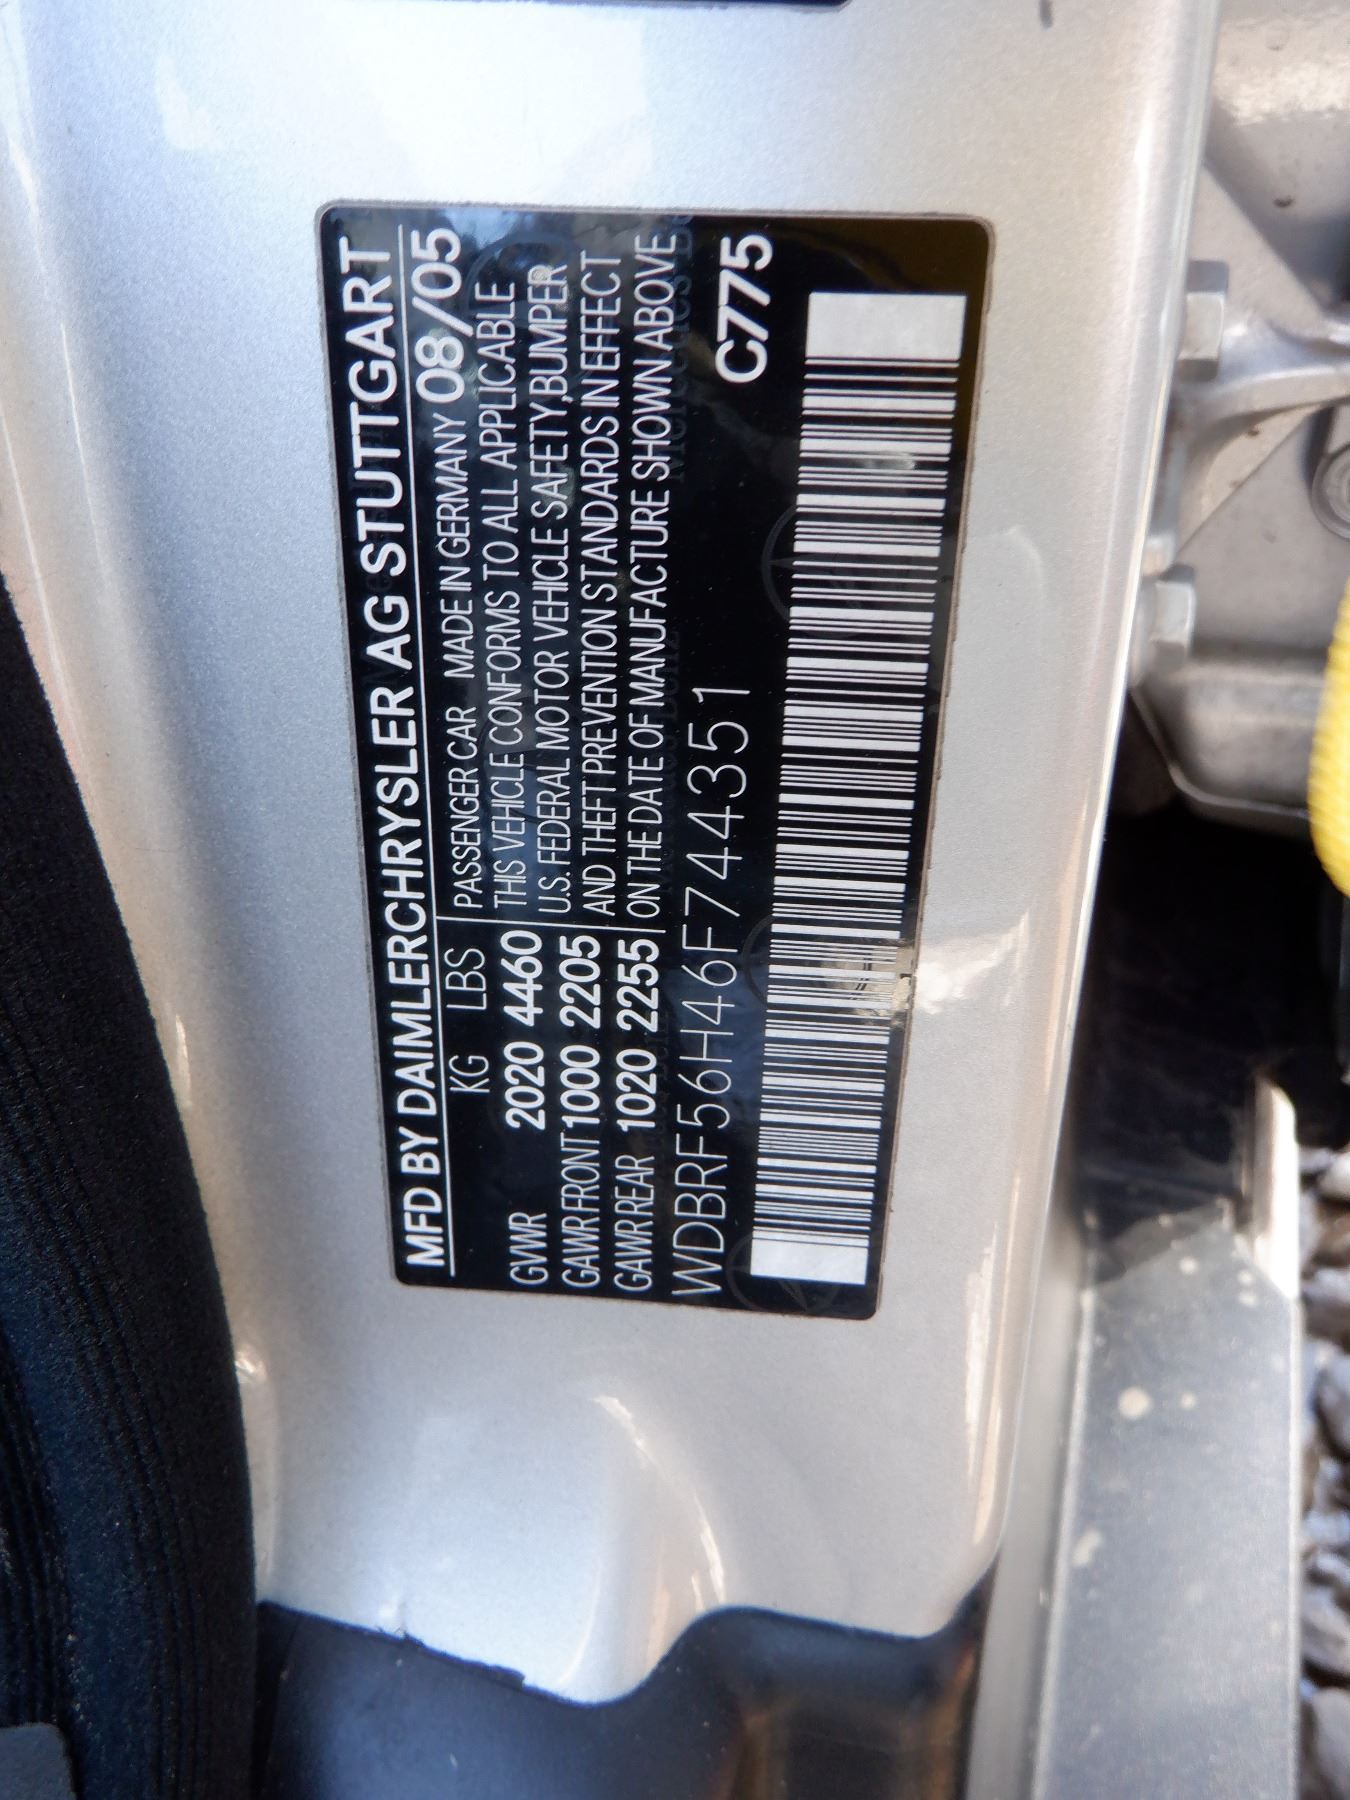 MFD BY DAIMLERCHRYSLER AG STUTTGART
KG LBS PASSENGER CAR MADE IN GERMANY 08/05
GVWR 2020 4460 THIS VEHICLE CONFORMS TO ALL APPLICABLE
GAWR FRONT 1000 2205 U.S. FEDERAL MOTOR VEHICLE SAFETY,BUMPER
GAWR REAR 1020 2255 AND THEFT PREVENTION STANDARDS IN EFFECT
ON THE DATE OF MANUFACTURE SHOWN ABOVE
WDBRF56H46F744351 C775